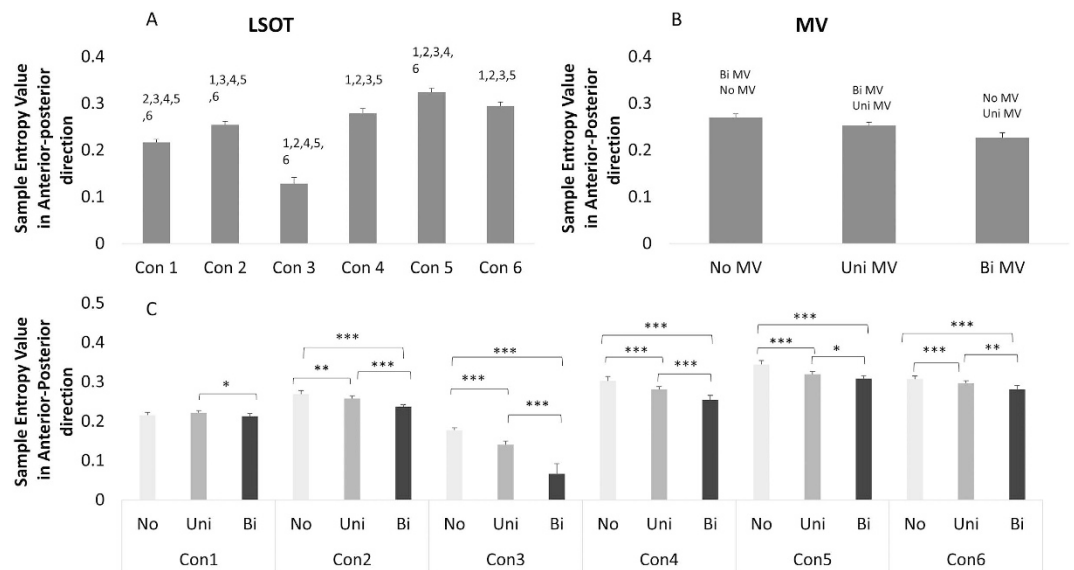 A
LSOT
Sample Entropy Value
in Anterior-posterior
direction
0.4
0.3
0.2
0.1
0
2,3,4,5
,6
1,3,4,5
,6
1,2,4,5,
6
1,2,3,5
1,2,3,4,
6
1,2,3,5
Con 1
Con 2
Con 3
Con 4
Con 5
Con 6
B
MV
Sample Entropy Value
in Anterior-Posterior
direction
0.4
0.3
0.2
0.1
0
Bi MV
No MV
Bi MV
Uni MV
No MV
Uni MV
No MV
Uni MV
Bi MV
C
Sample Entropy Value
in Anterior-Posterior
direction
0.5
0.4
0.3
0.2
0.1
0
*
***
** ***
***
***
***
***
*** ***
***
*** *
***
*** **
No Uni Bi No Uni Bi No Uni Bi No Uni Bi No Uni Bi No Uni Bi
Con1 Con2 Con3 Con4 Con5 Con6